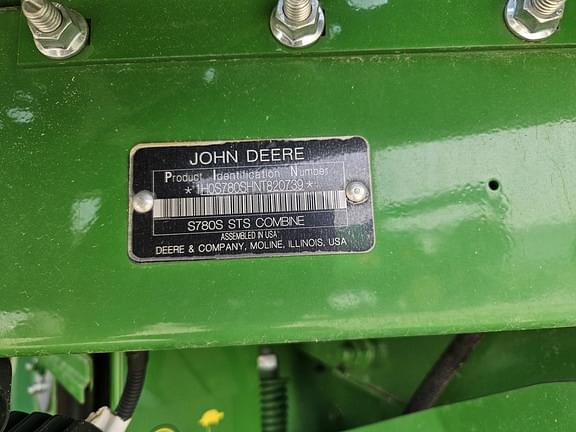 JOHN DEERE
Product Identification Number
*1H0S780SHNT820739*
S780S STS COMBINE
ASSEMBLED IN USA
DEERE & COMPANY, MOLINE, ILLINOIS, USA